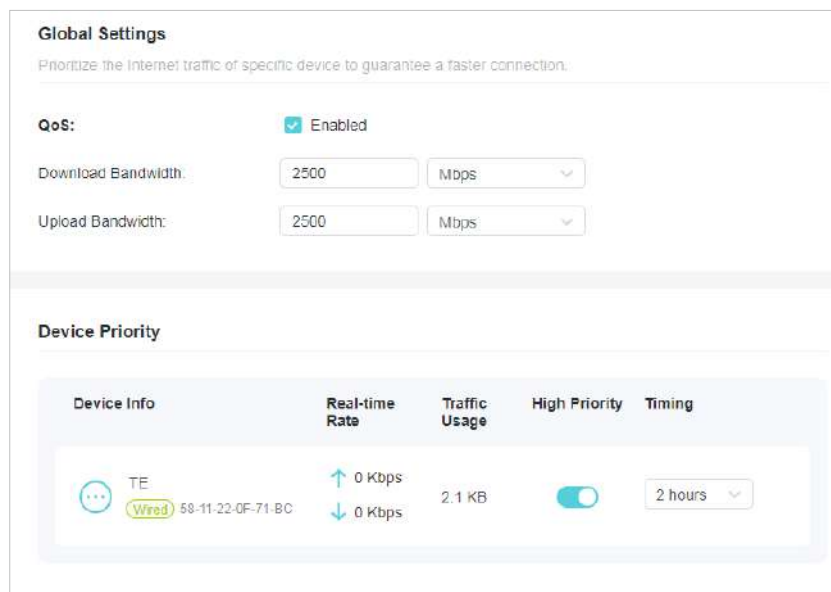 Global Settings
Prioritize the Internet traffic of specific device to guarantee a faster connection.
QoS: Enabled
Download Bandwidth: 2500 Mbps
Upload Bandwidth: 2500 Mbps
Device Priority
Device Info Real-time Rate Traffic Usage High Priority Timing
TE
Wired 58-11-22-0F-71-BC
0 Kbps
0 Kbps
2.1 KB
2 hours